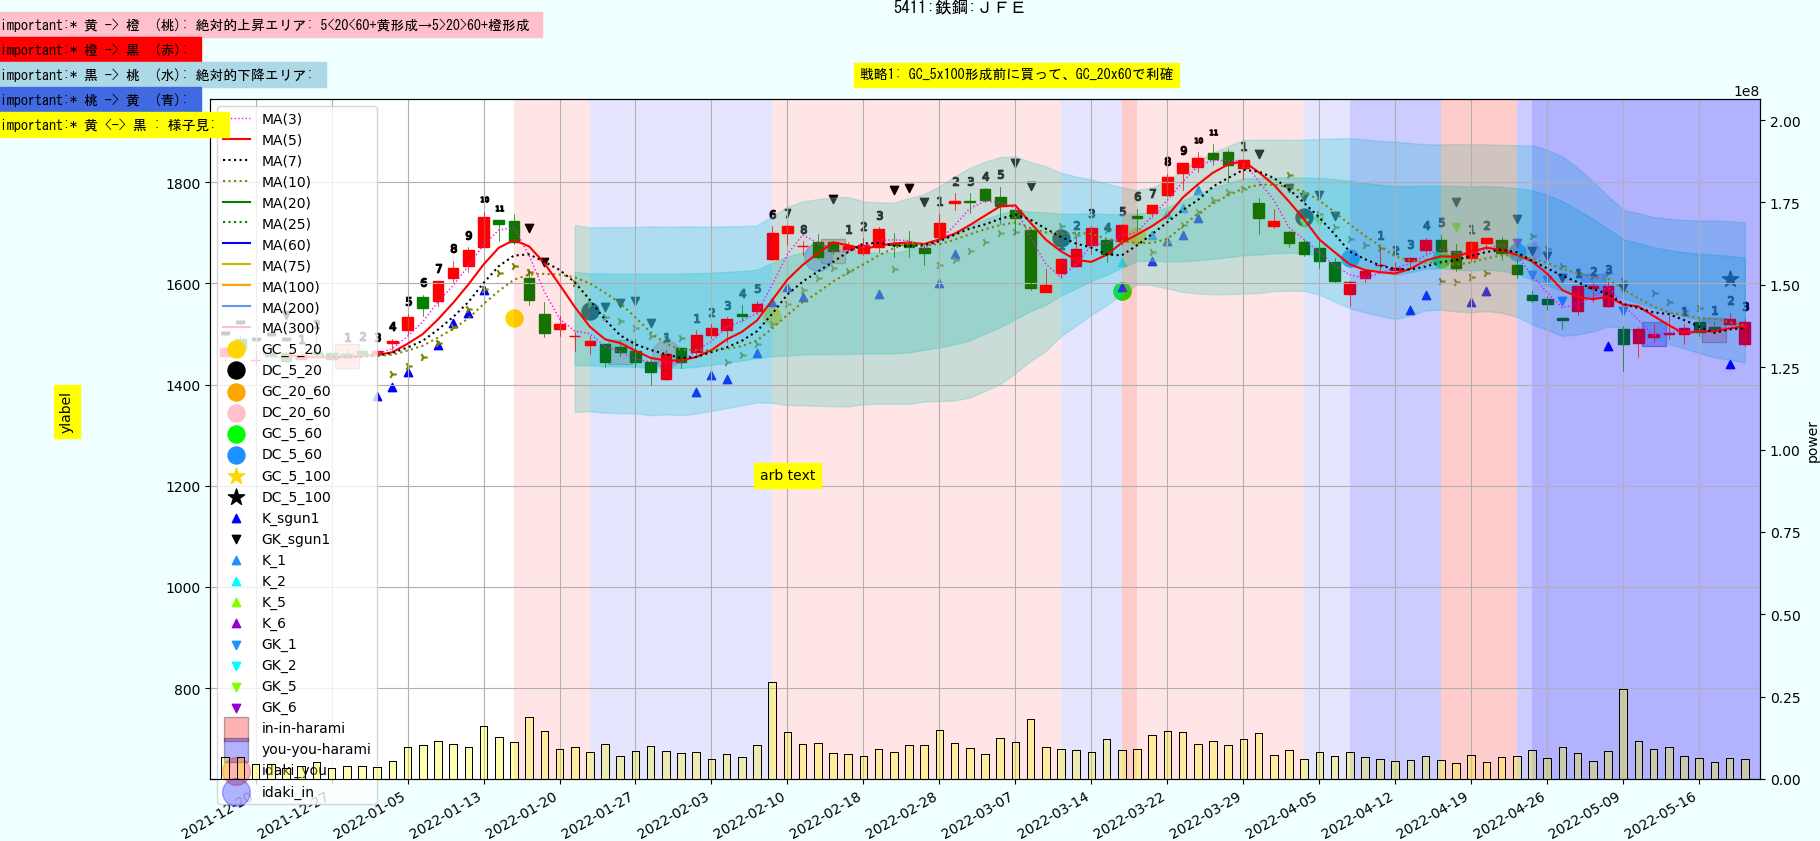 5411:鉄鋼:ＪＦＥ
important:* 黄 -> 橙 (桃): 絶対的上昇エリア: 5<20<60+黄形成→5>20>60+橙形成
important:* 橙 -> 黒 (赤):
important:* 黒 -> 桃 (水): 絶対的下降エリア:
important:* 桃 -> 黄 (青):
important:* 黄 <-> 黒 : 様子見:
戦略1: GC_5x100形成前に買って、GC_20x60で利確
1e8
MA(3)
MA(5)
MA(7)
MA(10)
MA(20)
MA(25)
MA(60)
MA(75)
MA(100)
MA(200)
MA(300)
GC_5_20
DC_5_20
GC_20_60
DC_20_60
GC_5_60
DC_5_60
GC_5_100
DC_5_100
K_sgun1
GK_sgun1
K_1
K_2
K_5
K_6
GK_1
GK_2
GK_5
GK_6
in-in-harami
you-you-harami
idaki_you
idaki_in
1800
1600
1400
1200
1000
800
ylabel
arb text
2.00
1.75
1.50
1.25
1.00
0.75
0.50
0.25
0.00
power
2021-12-20
2021-12-27
2022-01-05
2022-01-13
2022-01-20
2022-01-27
2022-02-03
2022-02-10
2022-02-18
2022-02-28
2022-03-07
2022-03-14
2022-03-22
2022-03-29
2022-04-05
2022-04-12
2022-04-19
2022-04-26
2022-05-09
2022-05-16